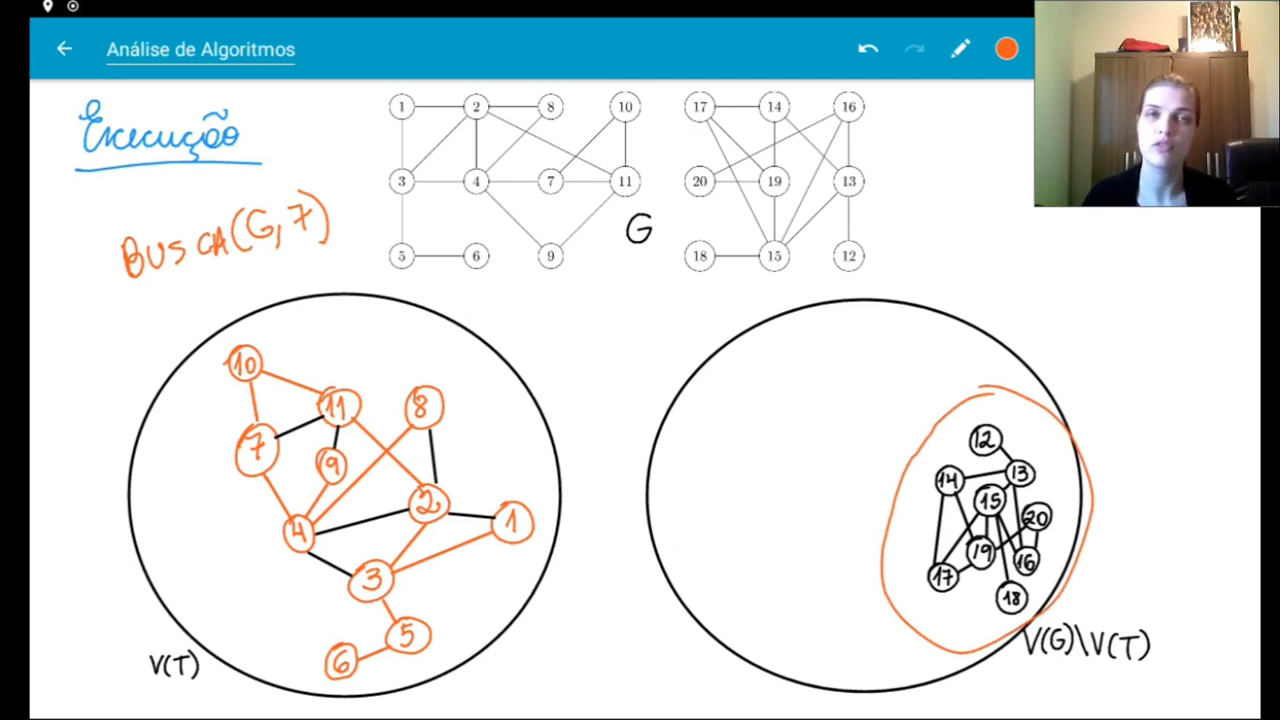 Análise de Algoritmos
Execução
BUSCA(G, 7)
1 2 8 10 17 14 16
3 4 7 11 20 19 13
G
5 6 9 18 15 12
10
11 8
7
9
2
4 1
3
5
6
V(T)
12
14 13
15
20
19 16
17
18
V(G)\V(T)